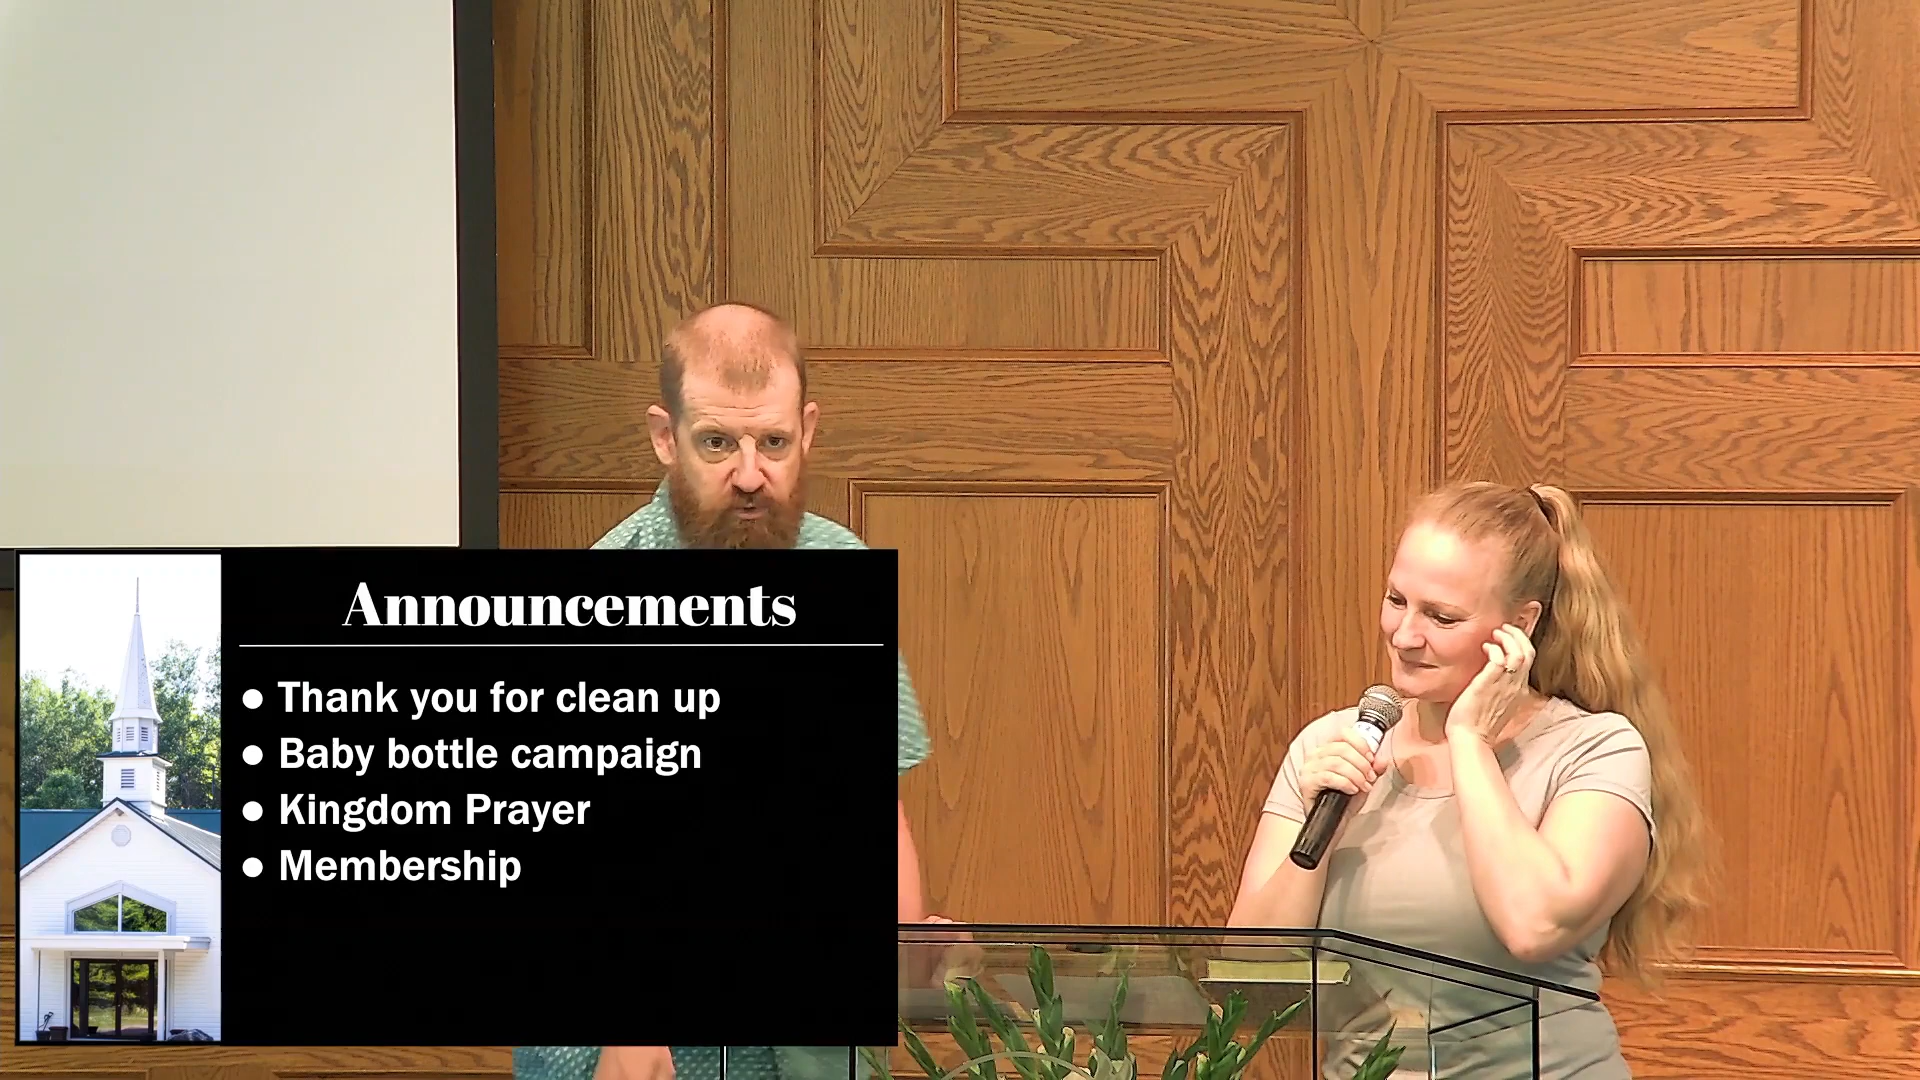 Announcements
● Thank you for clean up
● Baby bottle campaign
● Kingdom Prayer
● Membership